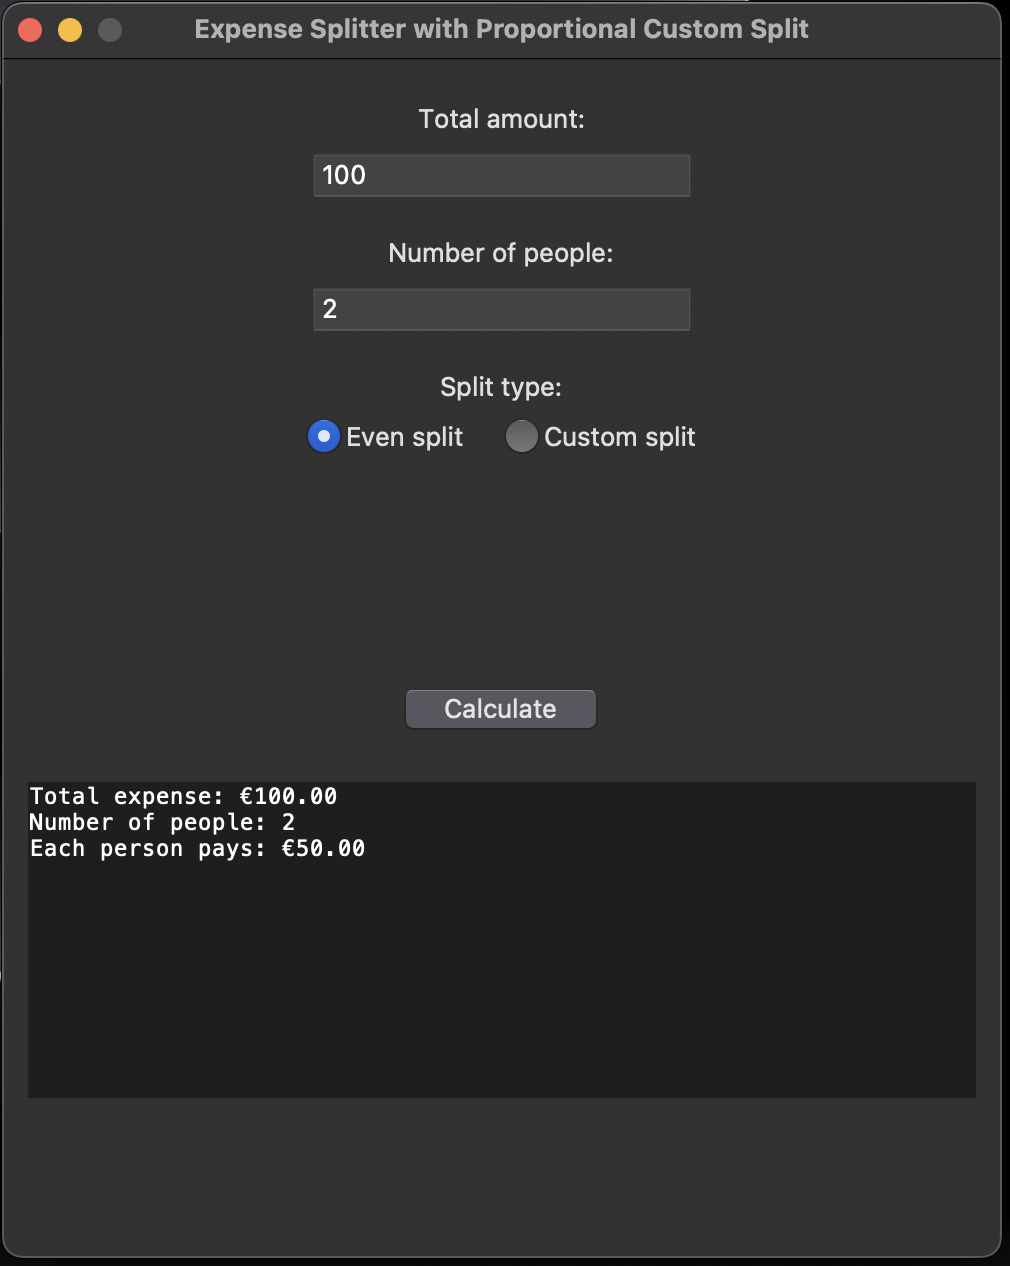 Expense Splitter with Proportional Custom Split
Total amount:
100
Number of people:
2
Split type:
Even split Custom split
Calculate
Total expense: €100.00
Number of people: 2
Each person pays: €50.00